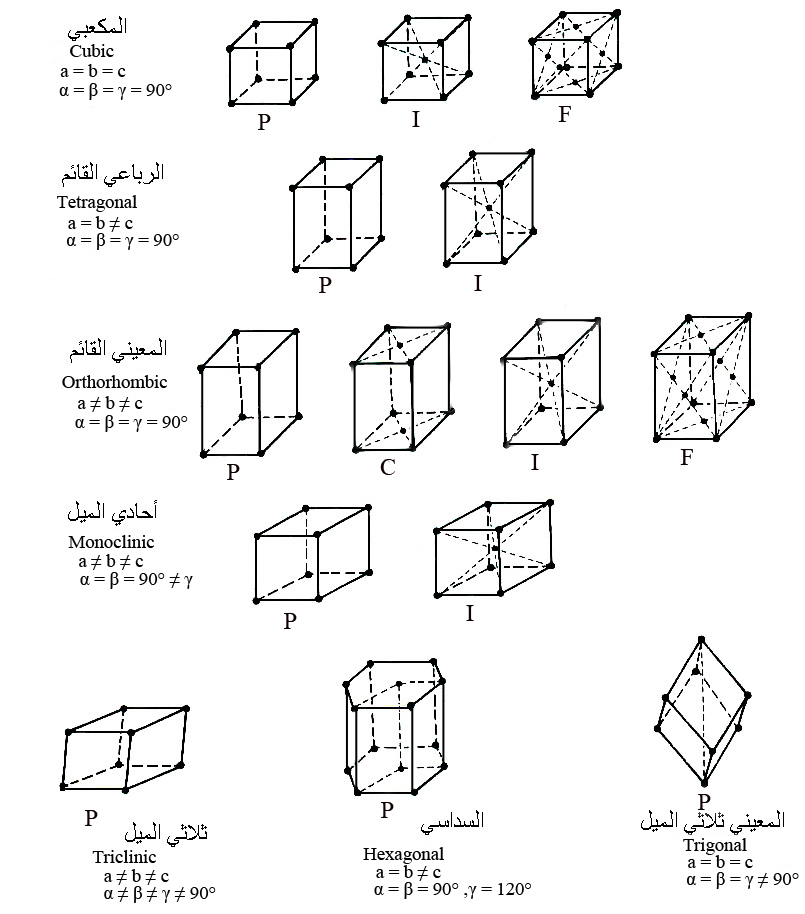 المكعبي
Cubic
a = b = c
α = β = γ = 90°
P
I
F
الرباعي القائم
Tetragonal
a = b ≠ c
α = β = γ = 90°
P
I
المعيني القائم
Orthorhombic
a ≠ b ≠ c
α = β = γ = 90°
P
C
I
F
أحادي الميل
Monoclinic
a ≠ b ≠ c
α = β = 90° ≠ γ
P
I
P
ثلاثي الميل
Triclinic
a ≠ b ≠ c
α ≠ β ≠ γ ≠ 90°
P
السداسي
Hexagonal
a = b ≠ c
α = β = 90° ,γ = 120°
P
المعيني ثلاثي الميل
Trigonal
a = b = c
α = β = γ ≠ 90°